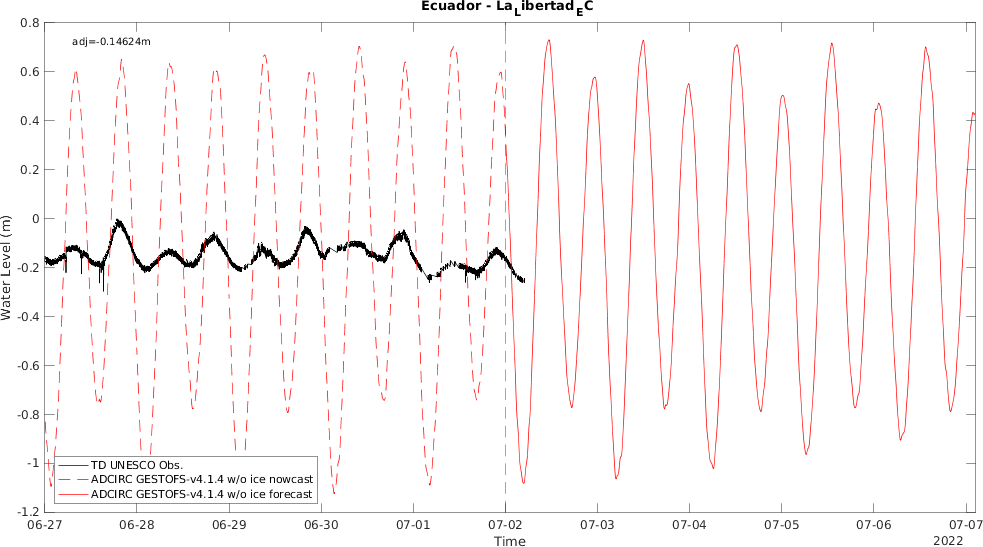 Ecuador - LaLibertadEC
adj=-0.14624m
0.8
0.6
0.4
0.2
0
-0.2
-0.4
-0.6
-0.8
-1
-1.2
Water Level (m)
TD UNESCO Obs.
ADCIRC GESTOFS-v4.1.4 w/o ice nowcast
ADCIRC GESTOFS-v4.1.4 w/o ice forecast
06-27 06-28 06-29 06-30 07-01 07-02 07-03 07-04 07-05 07-06 07-07
Time
2022